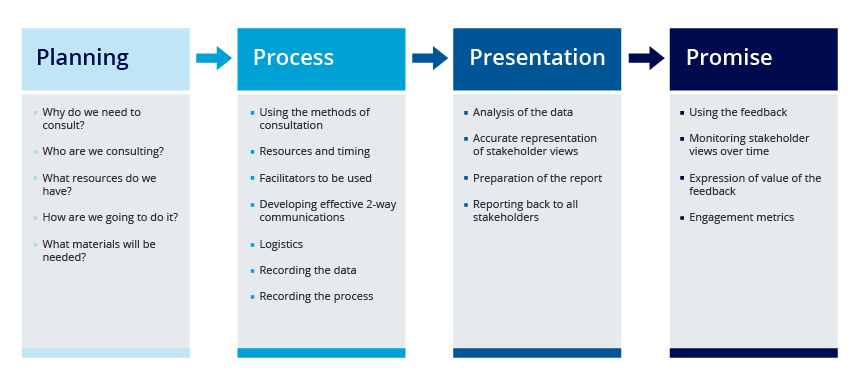 Planning
Why do we need to
consult?
Who are we consulting?
What resources do we
have?
How are we going to do it?
What materials will be
needed?
Process
Using the methods of
consultation
Resources and timing
Facilitators to be used
Developing effective 2-way
communications
Logistics
Recording the data
Recording the process
Presentation
Analysis of the data
Accurate representation
of stakeholder views
Preparation of the report
Reporting back to all
stakeholders
Promise
Using the feedback
Monitoring stakeholder
views over time
Expression of value of the
feedback
Engagement metrics